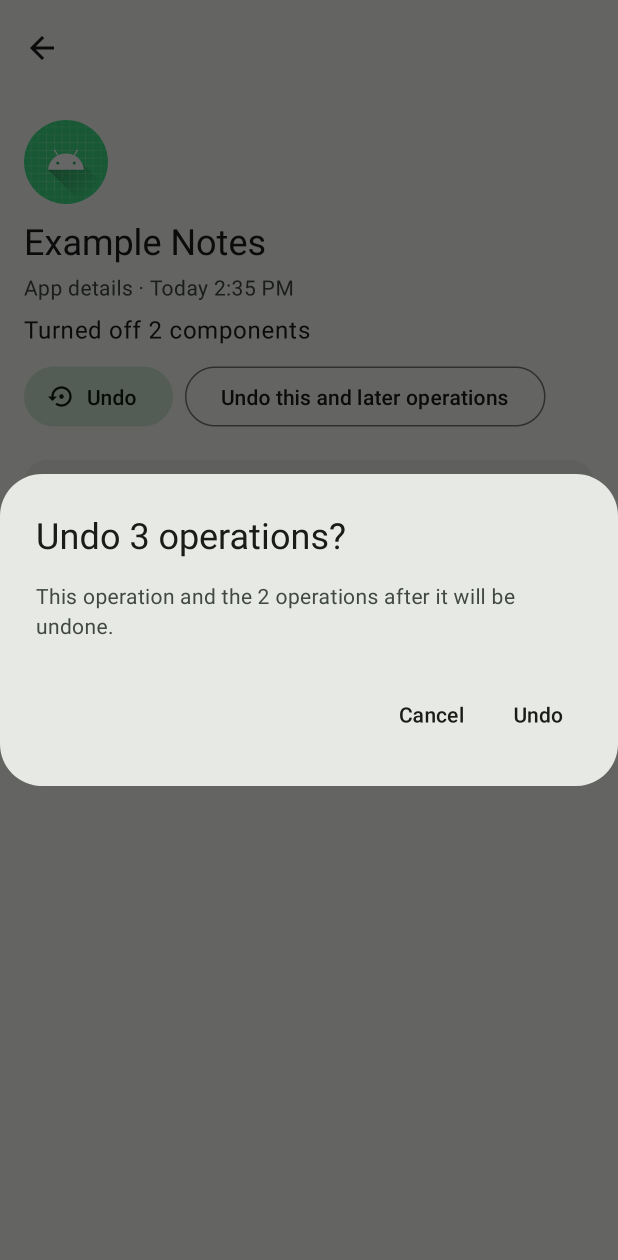 Example Notes
App details · Today 2:35 PM
Turned off 2 components
Undo
Undo this and later operations
Undo 3 operations?
This operation and the 2 operations after it will be
undone.
Cancel
Undo